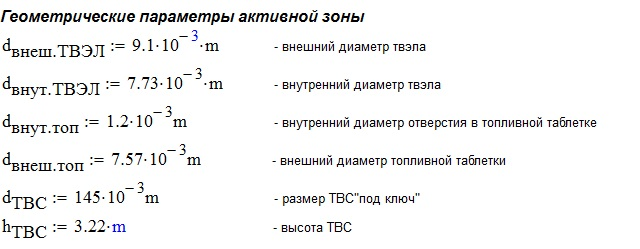 Геометрические параметры активной зоны
dвнеш.ТВЭЛ := 9.1·10⁻³·m - внешний диаметр твэла
dвнут.ТВЭЛ := 7.73·10⁻³·m - внутренний диаметр твэла
dвнут.топ := 1.2·10⁻³m - внутренний диаметр отверстия в топливной таблетке
dвнеш.топ := 7.57·10⁻³m - внешний диаметр топливной таблетки
dТВС := 145·10⁻³m - размер ТВС"под ключ"
hТВС := 3.22·m - высота ТВС